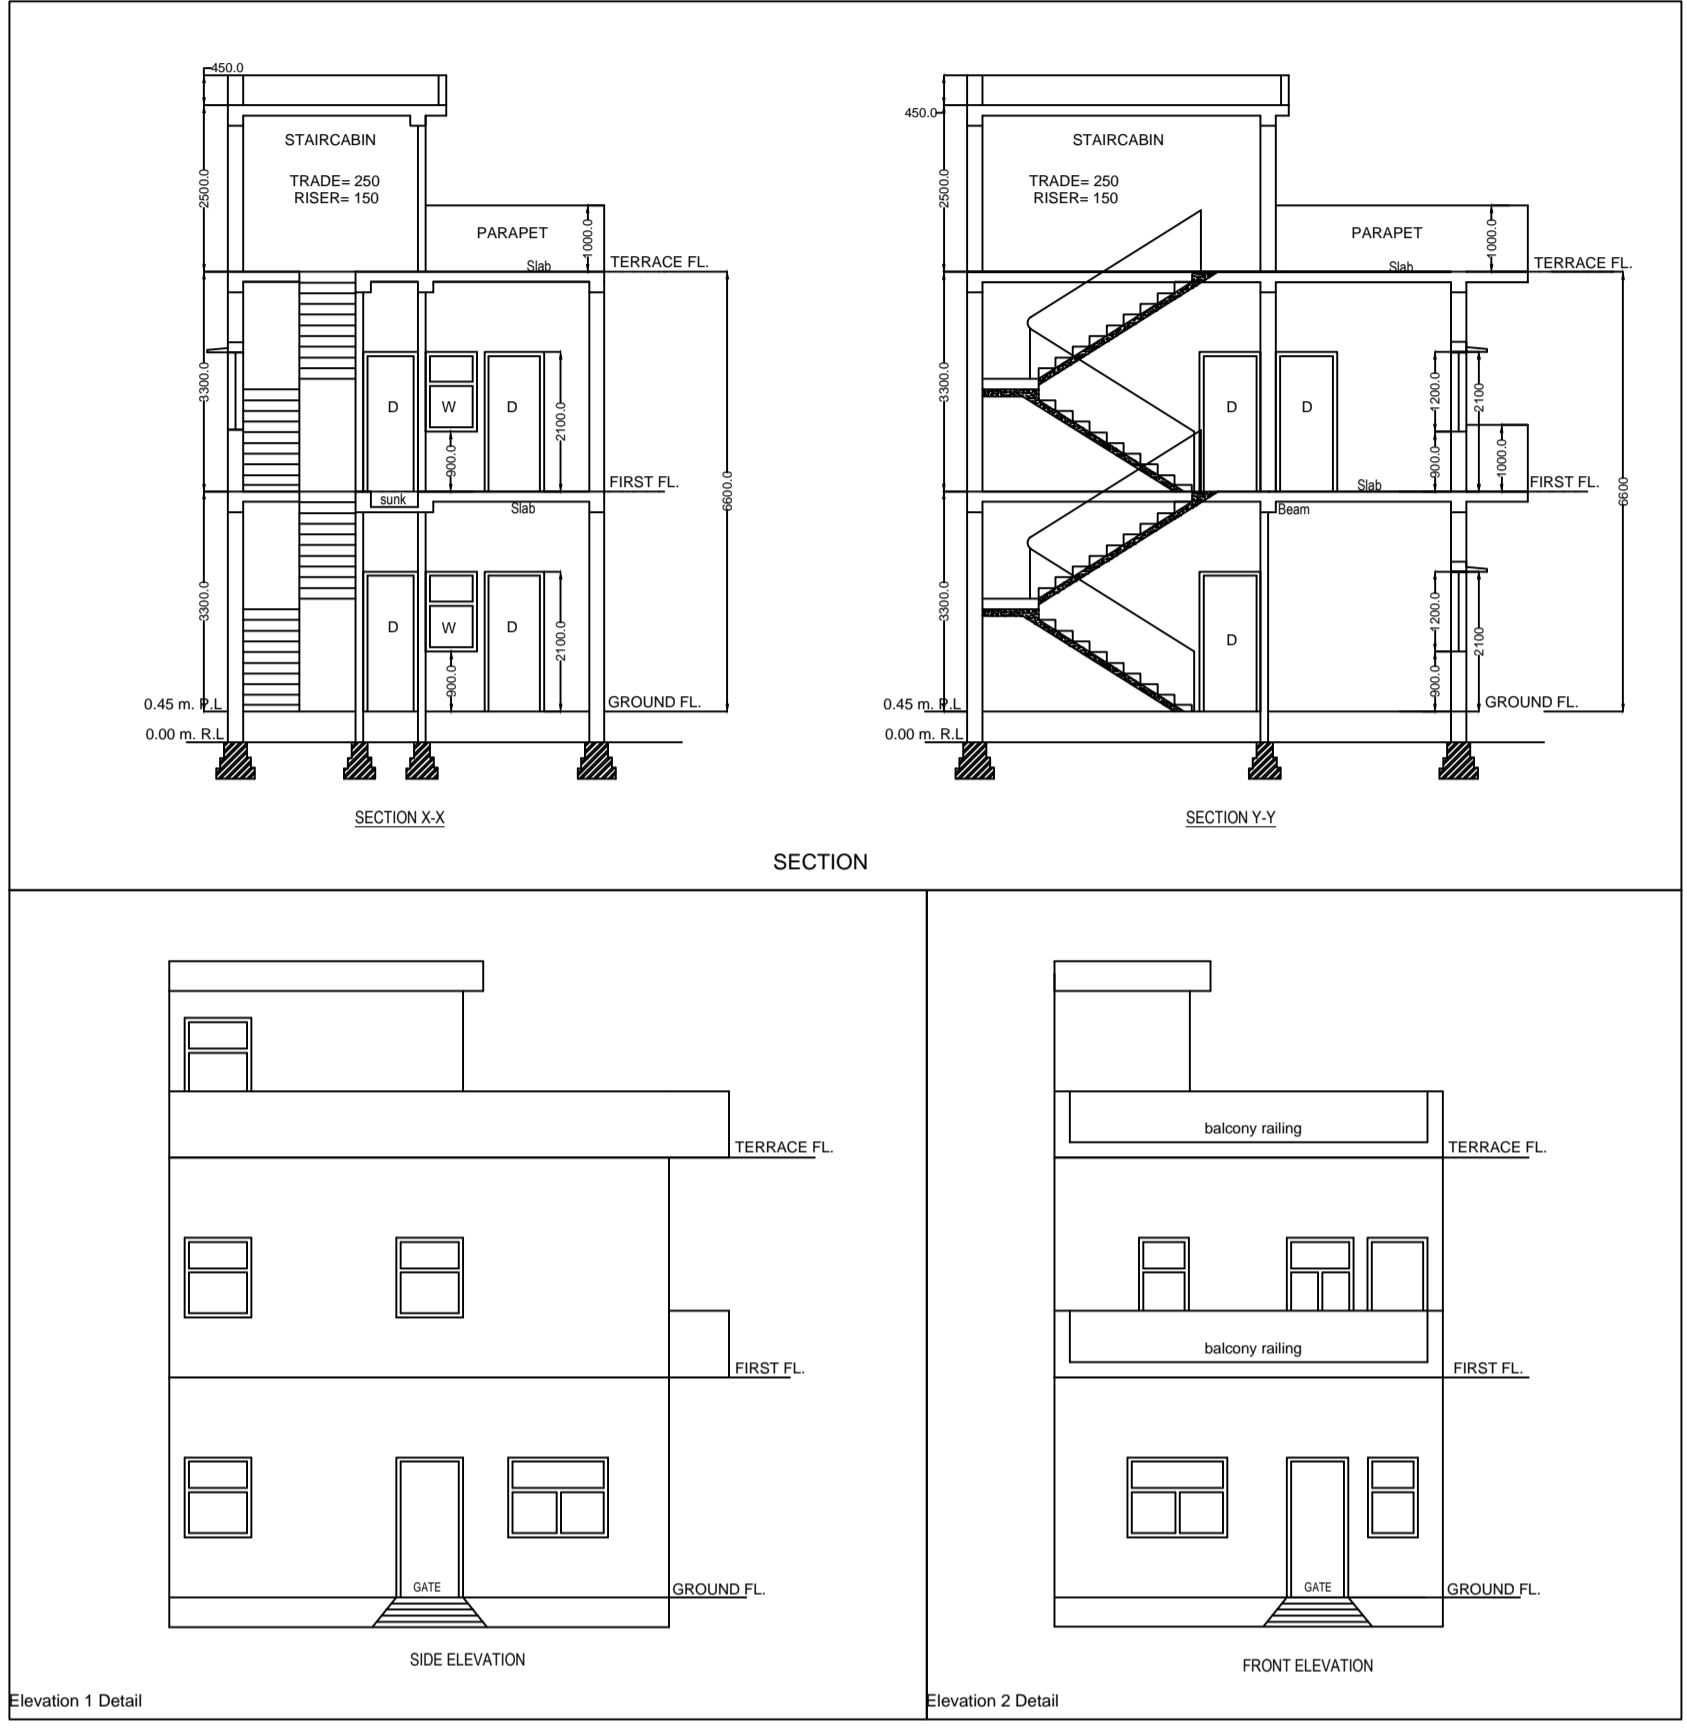 450.0
STAIRCABIN
TRADE= 250
RISER= 150
2500.0
PARAPET
1000.0
Slab
TERRACE FL.
3300.0
D
W
D
2100.0
900.0
6600.0
FIRST FL.
sunk
Slab
3300.0
D
W
D
2100.0
900.0
0.45 m. P.L
GROUND FL.
0.00 m. R.L
SECTION X-X
450.0
STAIRCABIN
TRADE= 250
RISER= 150
2500.0
PARAPET
1000.0
Slab
TERRACE FL.
3300.0
D
D
1200.0
2100
900.0
1000.0
6600
Slab
FIRST FL.
Beam
3300.0
D
1200.0
2100
900.0
0.45 m. P.L
GROUND FL.
0.00 m. R.L
SECTION Y-Y
SECTION
TERRACE FL.
FIRST FL.
GATE
GROUND FL.
SIDE ELEVATION
Elevation 1 Detail
balcony railing
TERRACE FL.
balcony railing
FIRST FL.
GATE
GROUND FL.
FRONT ELEVATION
Elevation 2 Detail